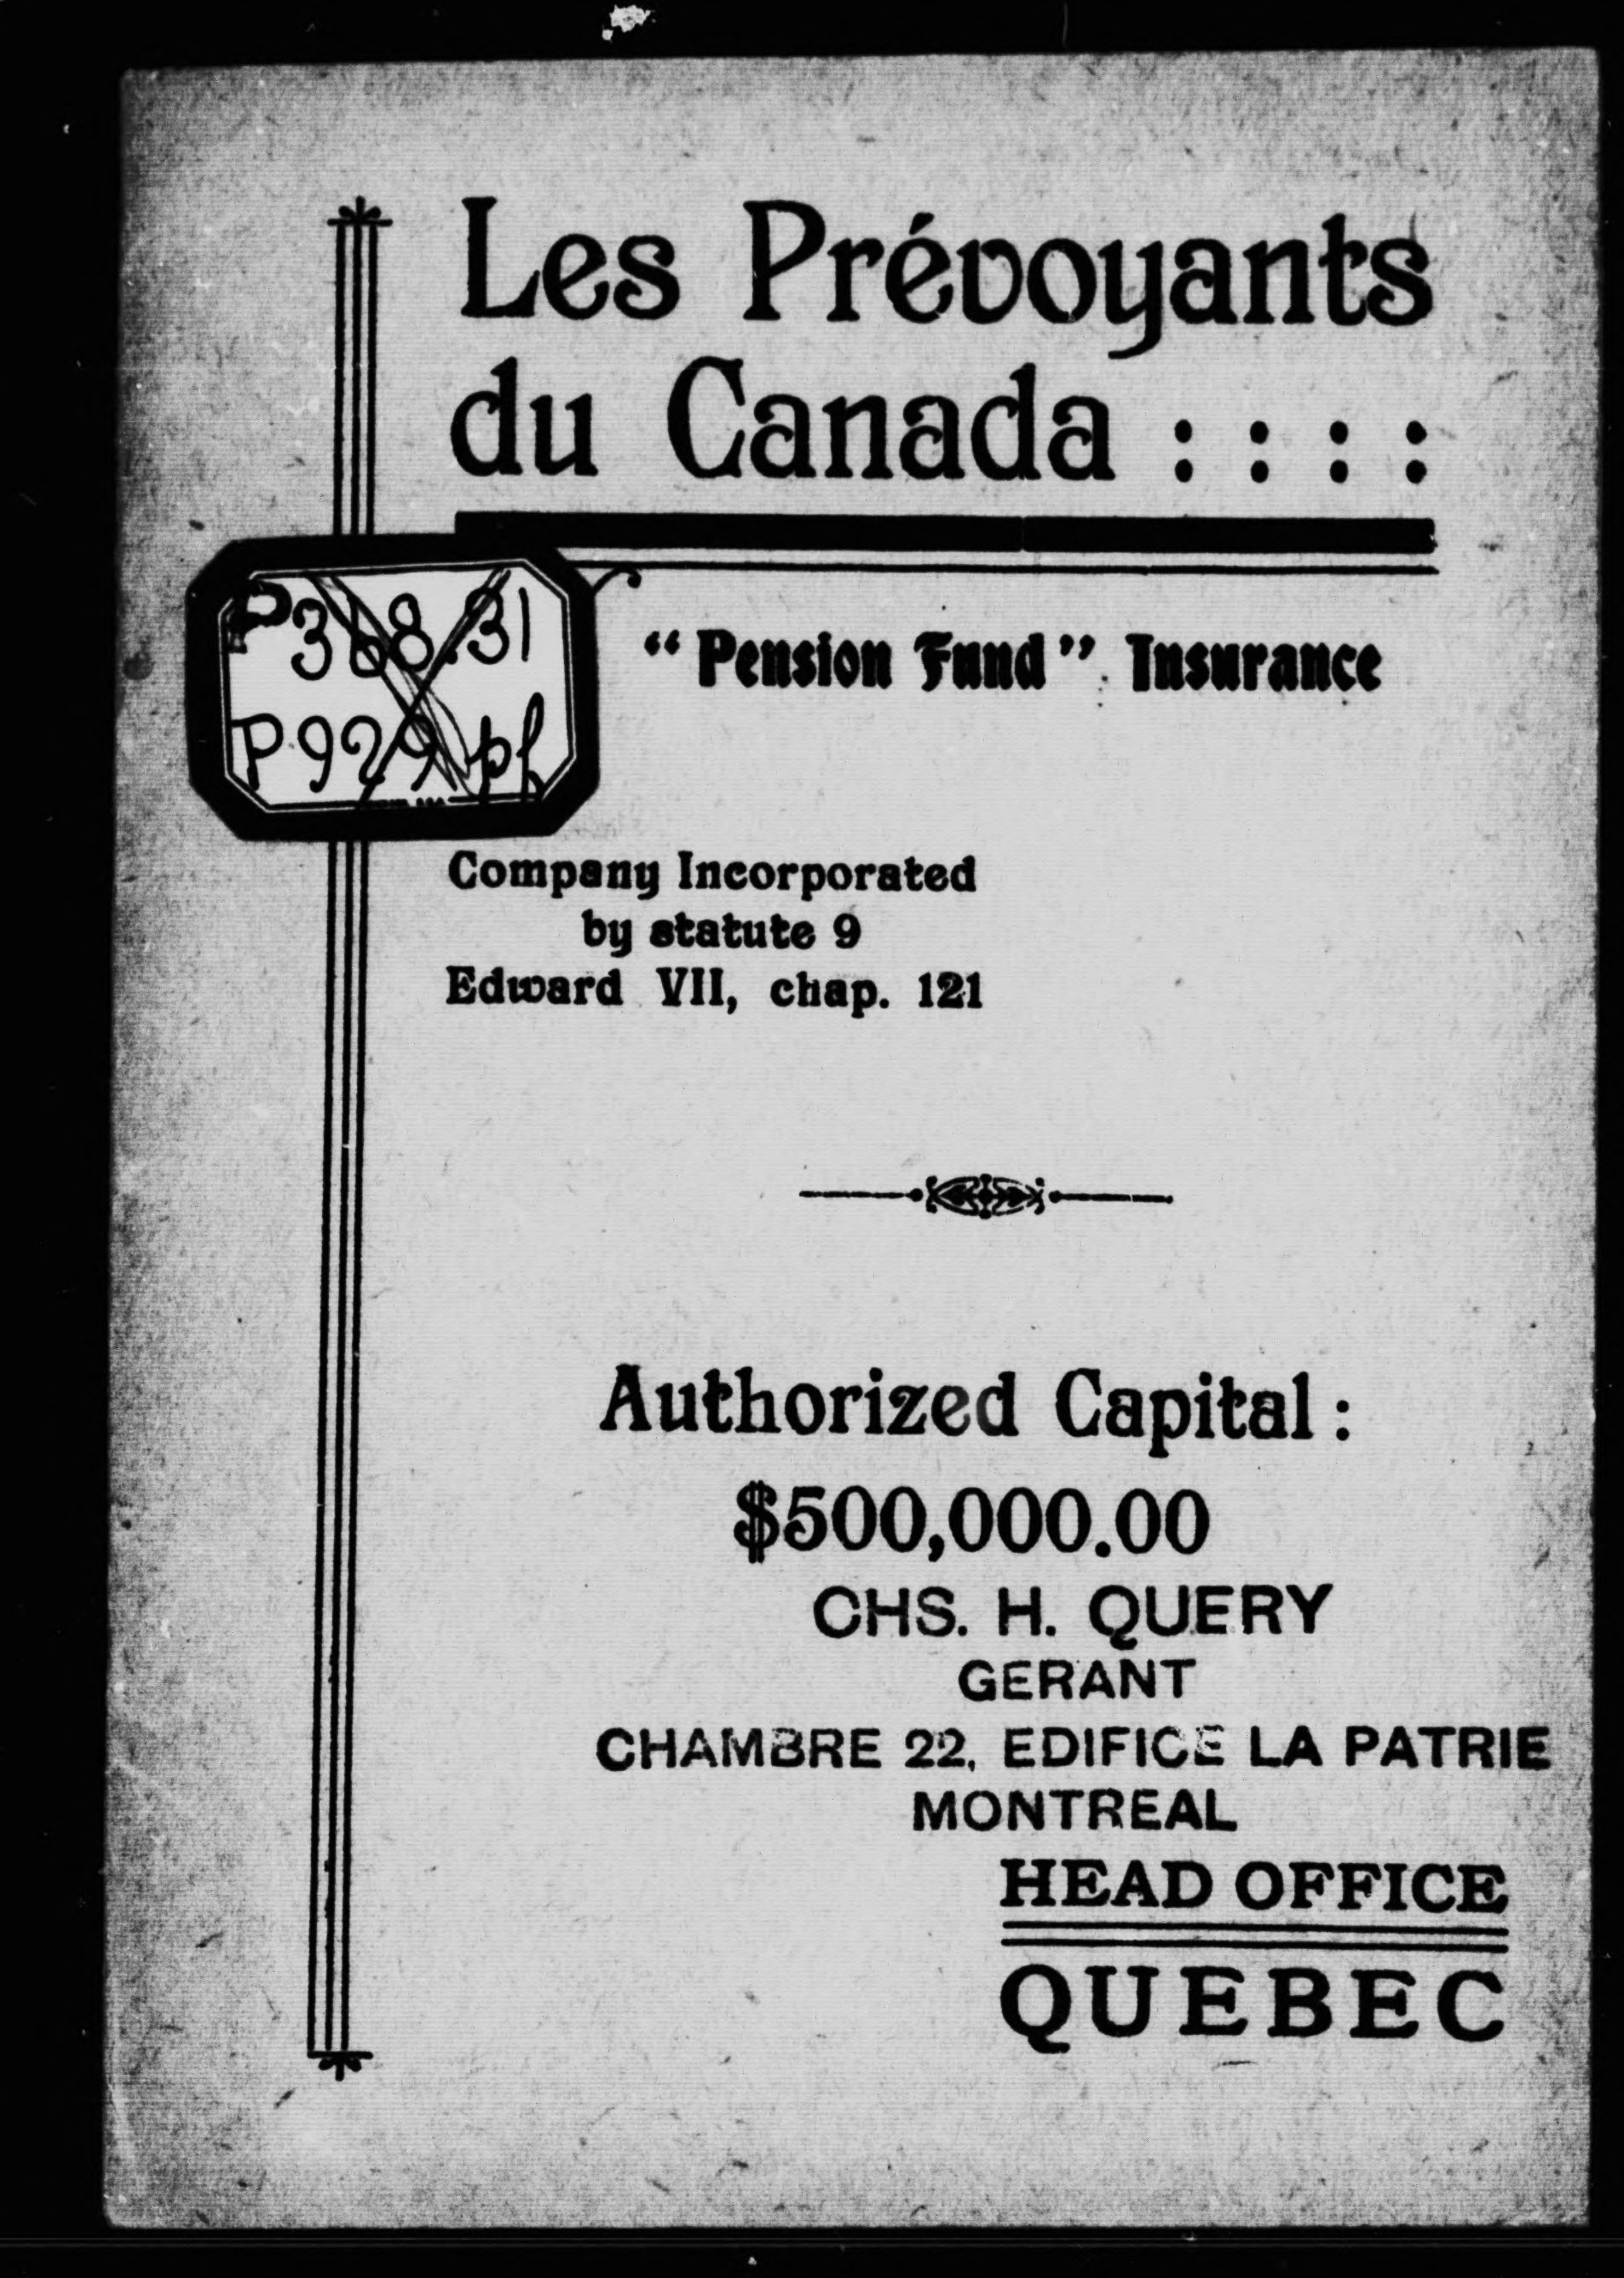 Les Prévoyants
du Canada : : : :
P368.31
P929pf
“Pension Fund” Insurance
Company Incorporated
by statute 9
Edward VII, chap. 121
Authorized Capital :
$500,000.00
CHS. H. QUERY
GERANT
CHAMBRE 22, EDIFICE LA PATRIE
MONTREAL
HEAD OFFICE
QUEBEC